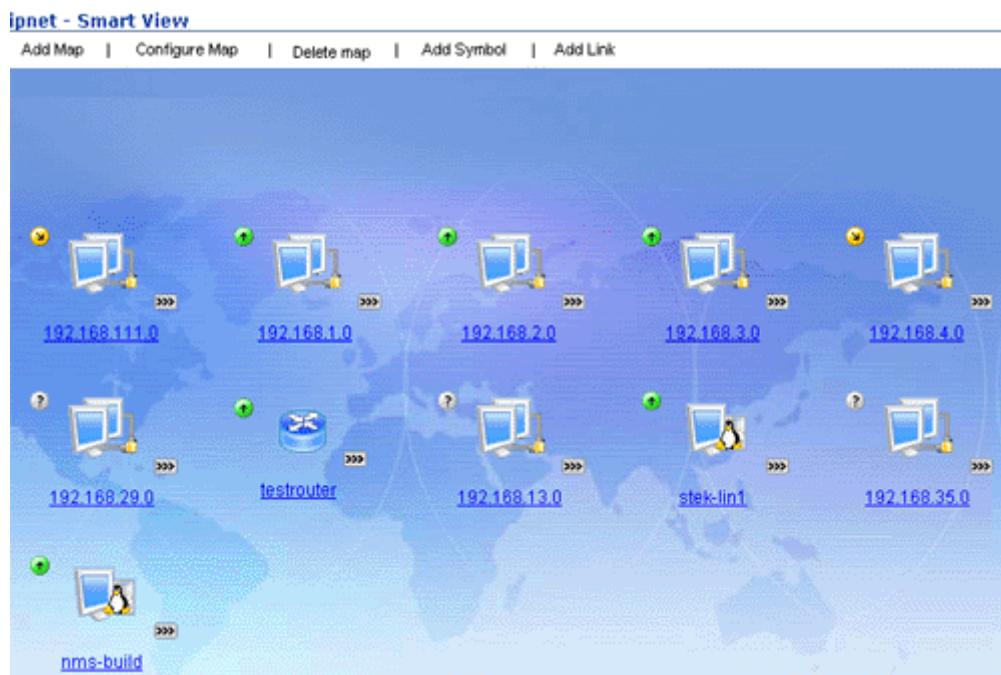 ipnet - Smart View
Add Map | Configure Map | Delete map | Add Symbol | Add Link
192.168.111.0 192.168.1.0 192.168.2.0 192.168.3.0 192.168.4.0
192.168.29.0 testrouter 192.168.13.0 stek-lin1 192.168.35.0
nms-build